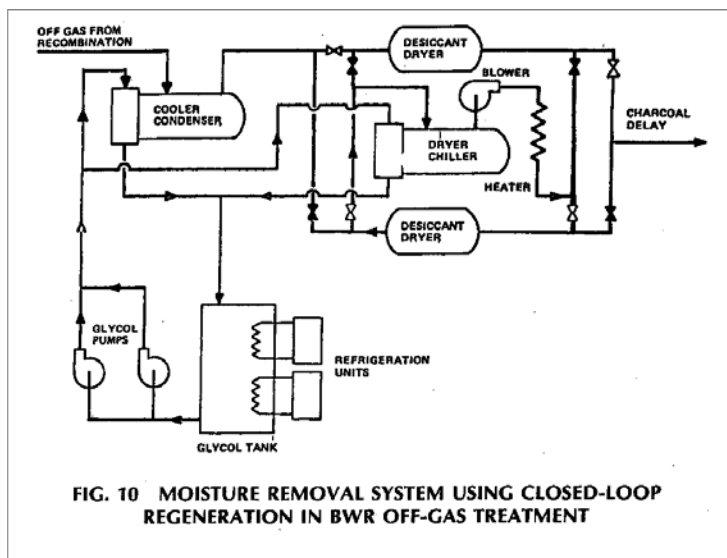 OFF GAS FROM
RECOMBINATION
DESICCANT
DRYER
BLOWER
COOLER
CONDENSER
DRYER
CHILLER
CHARCOAL
DELAY
HEATER
DESICCANT
DRYER
GLYCOL
PUMPS
REFRIGERATION
UNITS
GLYCOL TANK
FIG. 10 MOISTURE REMOVAL SYSTEM USING CLOSED-LOOP
REGENERATION IN BWR OFF-GAS TREATMENT